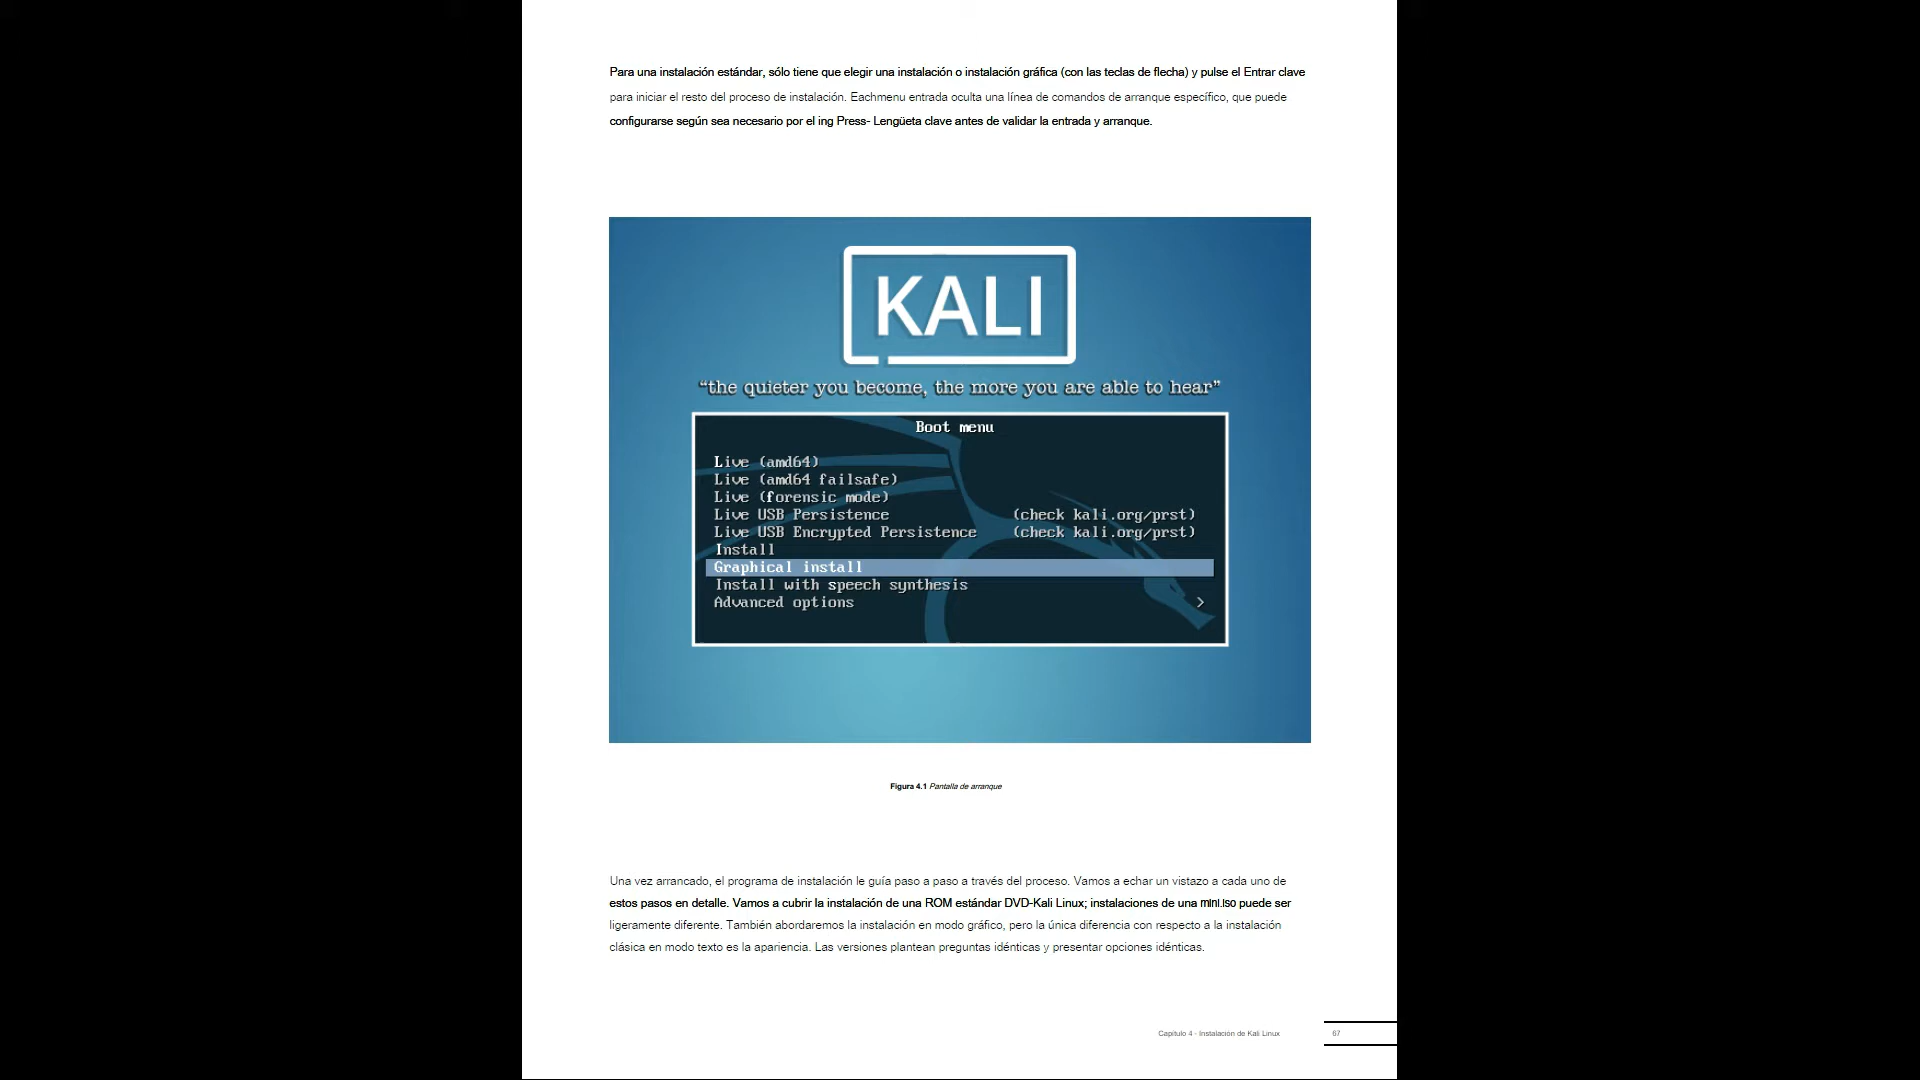 Para una instalación estándar, sólo tiene que elegir una instalación o instalación gráfica (con las teclas de flecha) y pulse el Entrar clave
para iniciar el resto del proceso de instalación. Eachmenu entrada oculta una línea de comandos de arranque específico, que puede
configurarse según sea necesario por el ing Press- Lengüeta clave antes de validar la entrada y arranque.
KALI
“the quieter you become, the more you are able to hear”
Boot menu
Live (amd64)
Live (amd64 failsafe)
Live (forensic mode)
Live USB Persistence (check kali.org/prst)
Live USB Encrypted Persistence (check kali.org/prst)
Install
Graphical install
Install with speech synthesis
Advanced options >
Figura 4.1 Pantalla de arranque
Una vez arrancado, el programa de instalación le guía paso a paso a través del proceso. Vamos a echar un vistazo a cada uno de
estos pasos en detalle. Vamos a cubrir la instalación de una ROM estándar DVD-Kali Linux; instalaciones de una mini.iso puede ser
ligeramente diferente. También abordaremos la instalación en modo gráfico, pero la única diferencia con respecto a la instalación
clásica en modo texto es la apariencia. Las versiones plantean preguntas idénticas y presentar opciones idénticas.
Capítulo 4 - Instalación de Kali Linux 67